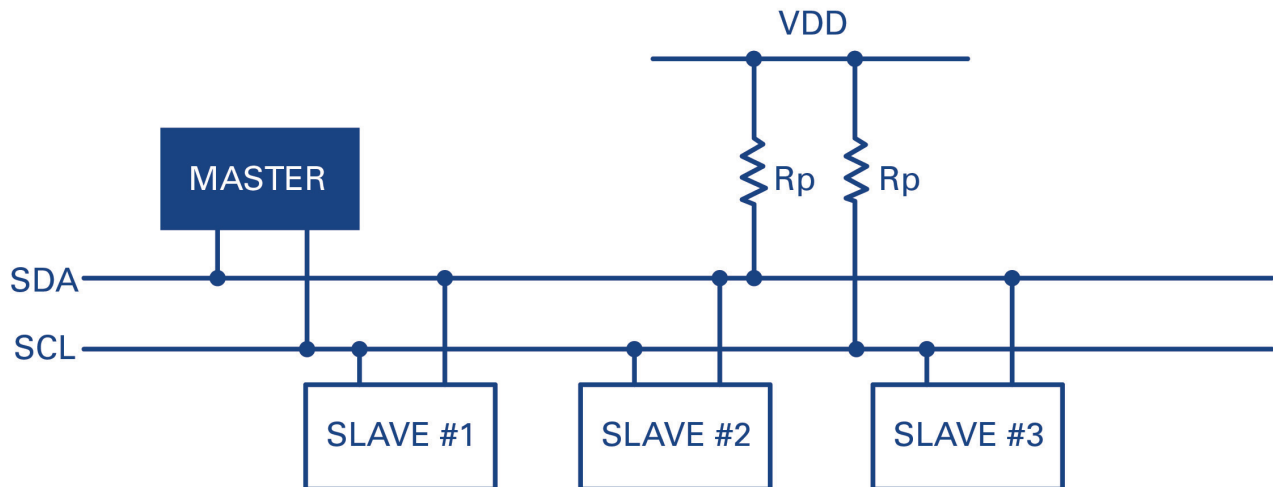 VDD
MASTER
Rp
Rp
SDA
SCL
SLAVE #1
SLAVE #2
SLAVE #3